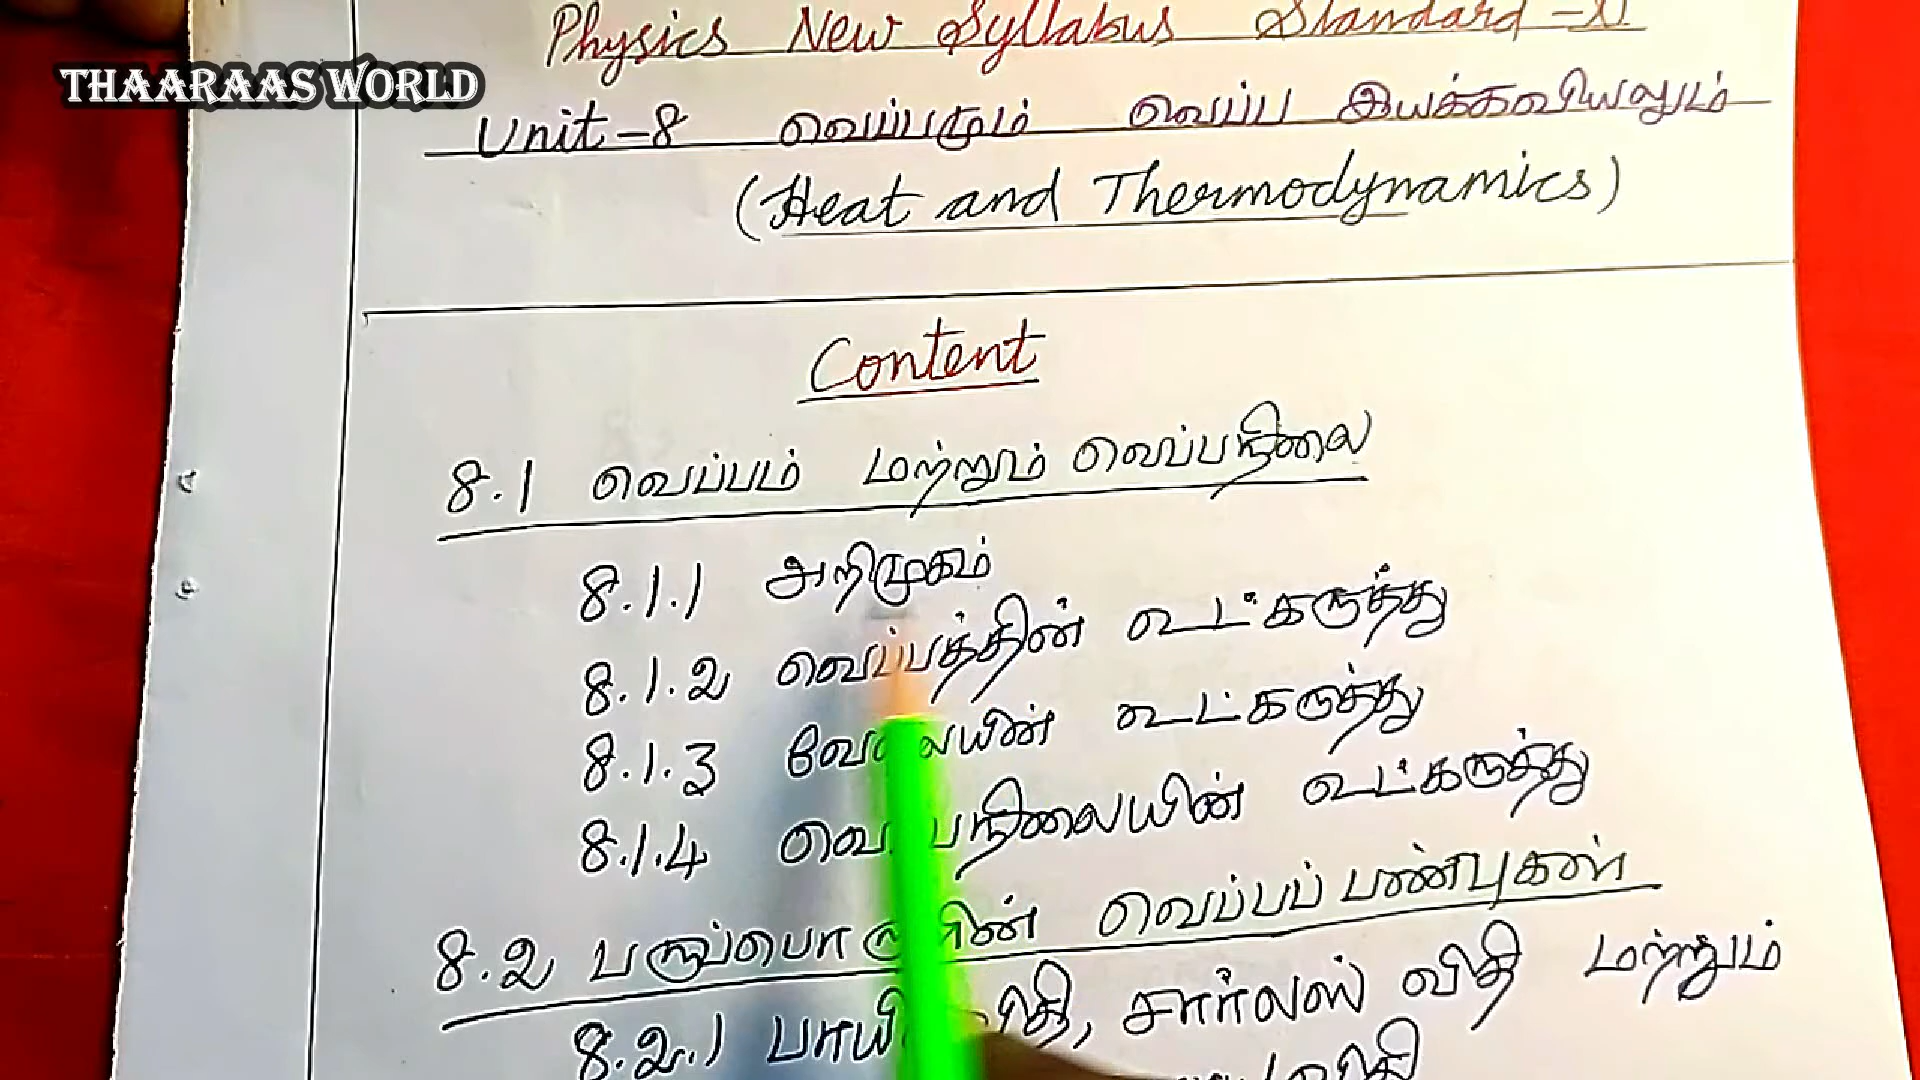 Physics New Syllabus Standard - XI
THAARAAS WORLD
Unit-8 வெப்பமும் வெப்ப இயக்கவியலும்
(Heat and Thermodynamics)
Content
8.1 வெப்பம் மற்றும் வெப்பநிலை
8.1.1 அறிமுகம்
8.1.2 வெப்பத்தின் உட்கருத்து
8.1.3 வேலையின் உட்கருத்து
8.1.4 வெப்பநிலையின் உட்கருத்து
8.2 பருப்பொருளின் வெப்பப் பண்புகள்
8.2.1 சார்லஸ் விதி மற்றும்